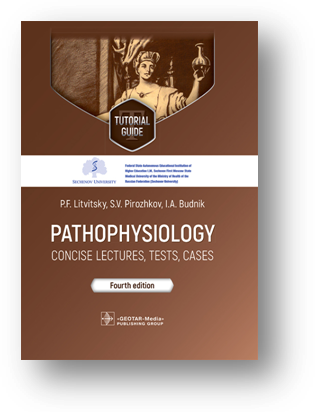 TUTORIAL
GUIDE
SECHENOV UNIVERSITY
Federal State Autonomous Educational Institution of
Higher Education I.M. Sechenov First Moscow State
Medical University of the Ministry of Health of the
Russian Federation (Sechenov University)
P.F. Litvitsky, S.V. Pirozhkov, I.A. Budnik
PATHOPHYSIOLOGY
CONCISE LECTURES, TESTS, CASES
Fourth edition
«GEOTAR-Media»
PUBLISHING GROUP